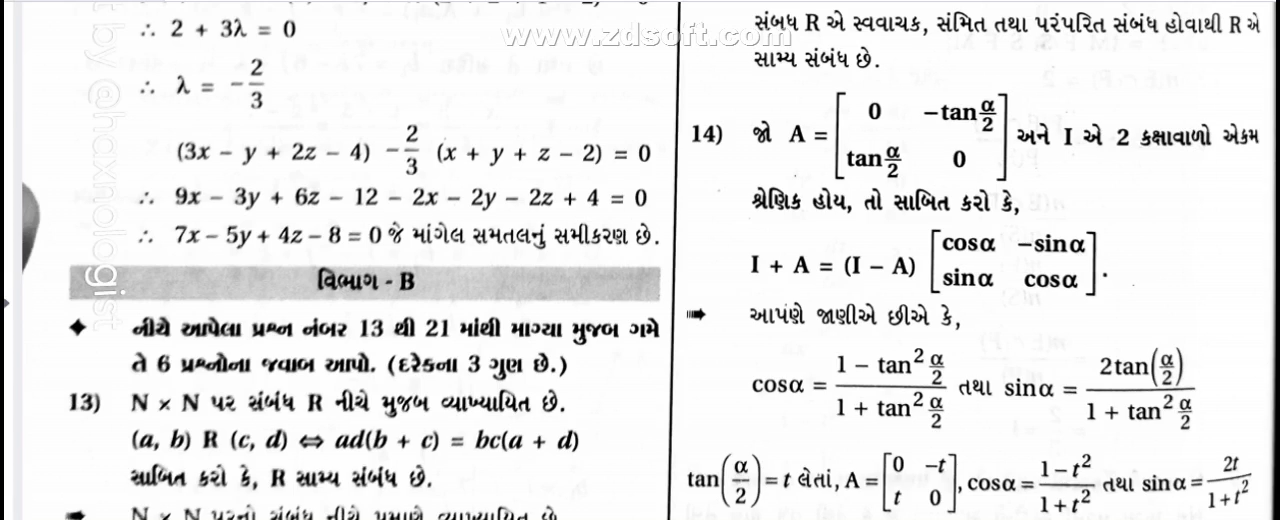 ∴ 2 + 3λ = 0
∴ λ = -2/3
(3x - y + 2z - 4) -2/3 (x + y + z - 2) = 0
∴ 9x - 3y + 6z - 12 - 2x - 2y - 2z + 4 = 0
∴ 7x - 5y + 4z - 8 = 0 જે માંગેલ સમતલનું સમીકરણ છે.
વિભાગ - B
નીચે આપેલા પ્રશ્ન નંબર 13 થી 21 માંથી માગ્યા મુજબ ગમે
તે 6 પ્રશ્નોના જવાબ આપો. (દરેકના 3 ગુણ છે.)
13) N × N પર સંબંધ R નીચે મુજબ વ્યાખ્યાયિત છે.
(a, b) R (c, d) ⇔ ad(b + c) = bc(a + d)
સાબિત કરો કે, R સામ્ય સંબંધ છે.
www.zdsoft.com
સંબધ R એ સ્વવાચક, સંમિત તથા પરંપરિત સંબંધ હોવાથી R એ
સામ્ય સંબંધ છે.
14) જો A = [0 -tan α/2; tan α/2 0] અને I એ 2 કક્ષાવાળો એકમ
શ્રેણિક હોય, તો સાબિત કરો કે,
I + A = (I - A) [cosα -sinα; sinα cosα].
આપણે જાણીએ છીએ કે,
cosα = (1 - tan² α/2)/(1 + tan² α/2) તથા sinα = 2tan(α/2)/(1 + tan² α/2)
tan(α/2) = t લેતાં, A = [0 -t; t 0], cosα = (1-t²)/(1+t²) તથા sinα = 2t/(1+t²)